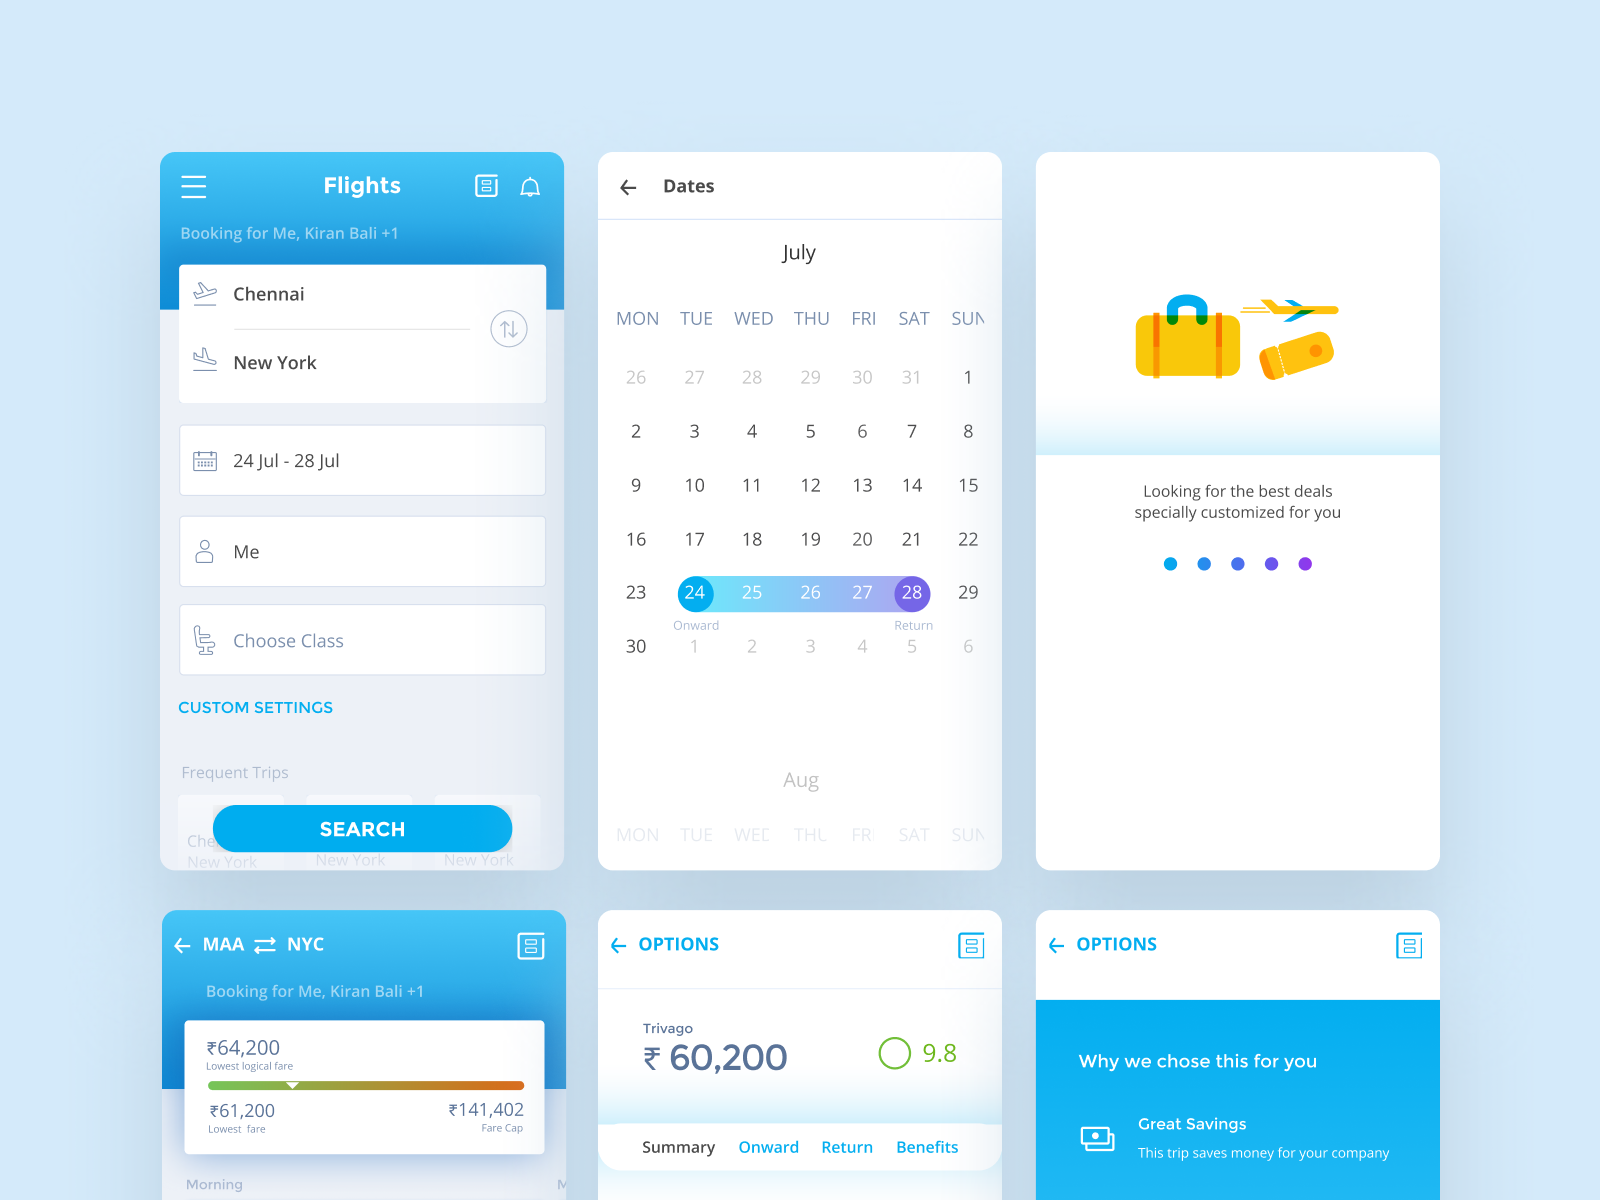 Flights
Booking for Me, Kiran Bali +1
Chennai
New York
24 Jul - 28 Jul
Me
Choose Class
CUSTOM SETTINGS
Frequent Trips
SEARCH
New York
New York
New York
Dates
July
MON TUE WED THU FRI SAT SUN
26 27 28 29 30 31 1
2 3 4 5 6 7 8
9 10 11 12 13 14 15
16 17 18 19 20 21 22
23 24 25 26 27 28 29
Onward Return
30 1 2 3 4 5 6
Aug
MON TUE WED THU FRI SAT SUN
Looking for the best deals
specially customized for you
MAA NYC
Booking for Me, Kiran Bali +1
₹64,200
Lowest logical fare
₹61,200 ₹141,402
Lowest fare Fare Cap
Morning
OPTIONS
Trivago
₹ 60,200 9.8
Summary Onward Return Benefits
OPTIONS
Why we chose this for you
Great Savings
This trip saves money for your company